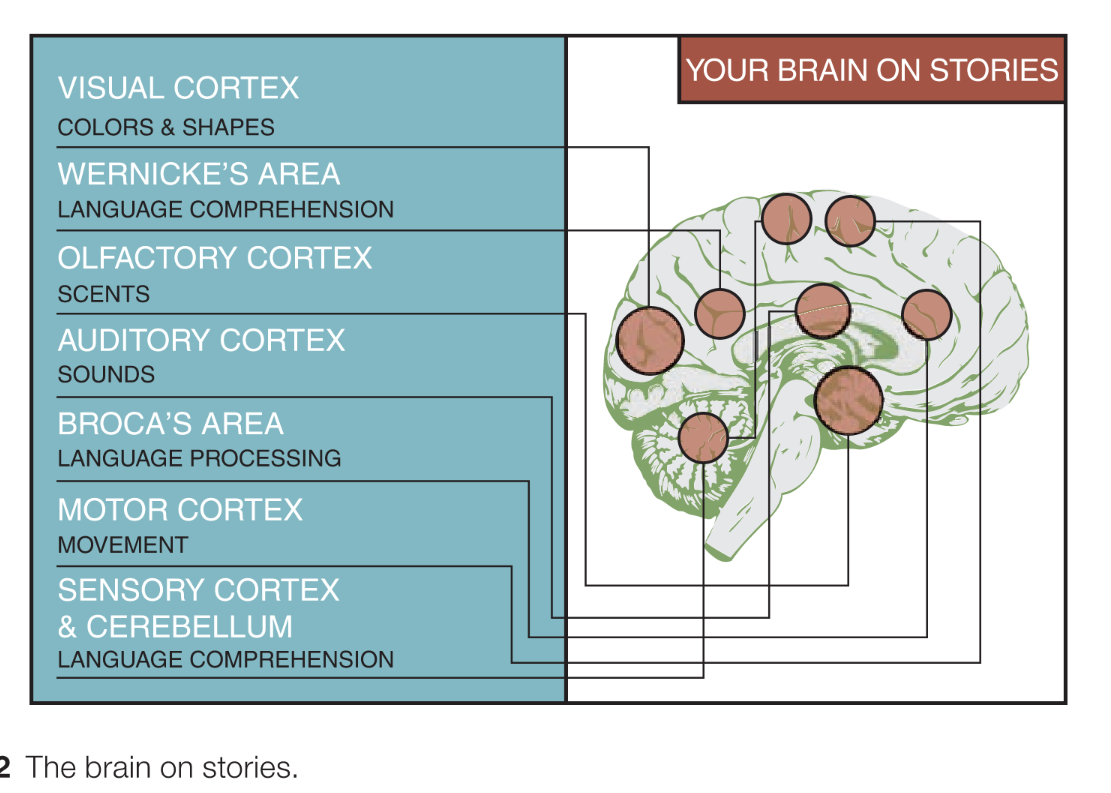 YOUR BRAIN ON STORIES
VISUAL CORTEX
COLORS & SHAPES
WERNICKE'S AREA
LANGUAGE COMPREHENSION
OLFACTORY CORTEX
SCENTS
AUDITORY CORTEX
SOUNDS
BROCA'S AREA
LANGUAGE PROCESSING
MOTOR CORTEX
MOVEMENT
SENSORY CORTEX
& CEREBELLUM
LANGUAGE COMPREHENSION
2 The brain on stories.